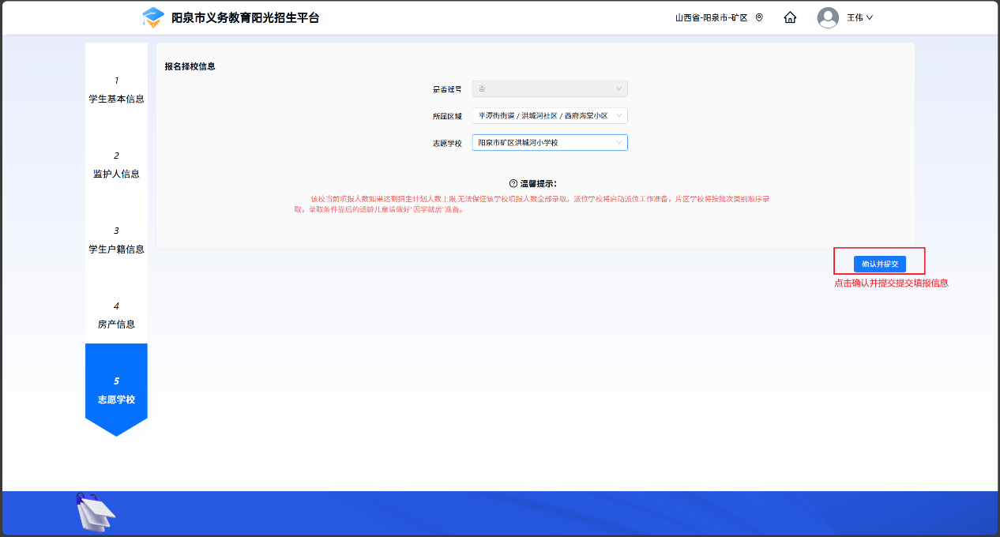 阳泉市义务教育阳光招生平台
山西省-阳泉市-矿区
王伟
1
学生基本信息
2
监护人信息
3
学生户籍信息
4
房产信息
5
志愿学校
报名择校信息
是否摇号
否
所属区域
平潭街街道 / 洪城河社区 / 西府海棠小区
志愿学校
阳泉市矿区洪城河小学校
温馨提示：
该校当前填报人数如果达到招生计划人数上限,无法保证该学校填报人数全部录取。派位学校将启动派位工作准备，片区学校将按批次类别顺序录
取，录取条件靠后的适龄儿童请做好"因学就居"准备。
确认并提交
点击确认并提交提交填报信息